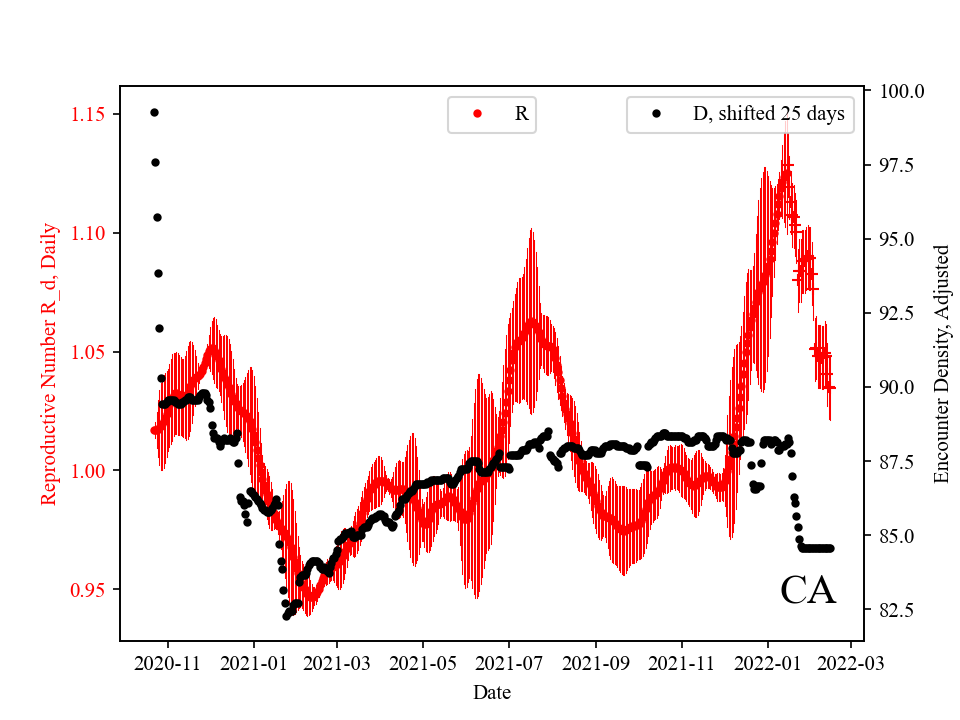 R
D, shifted 25 days
Reproductive Number R_d, Daily
1.15
1.10
1.05
1.00
0.95
100.0
97.5
95.0
92.5
90.0
87.5
85.0
82.5
Encounter Density, Adjusted
CA
2020-11 2021-01 2021-03 2021-05 2021-07 2021-09 2021-11 2022-01 2022-03
Date